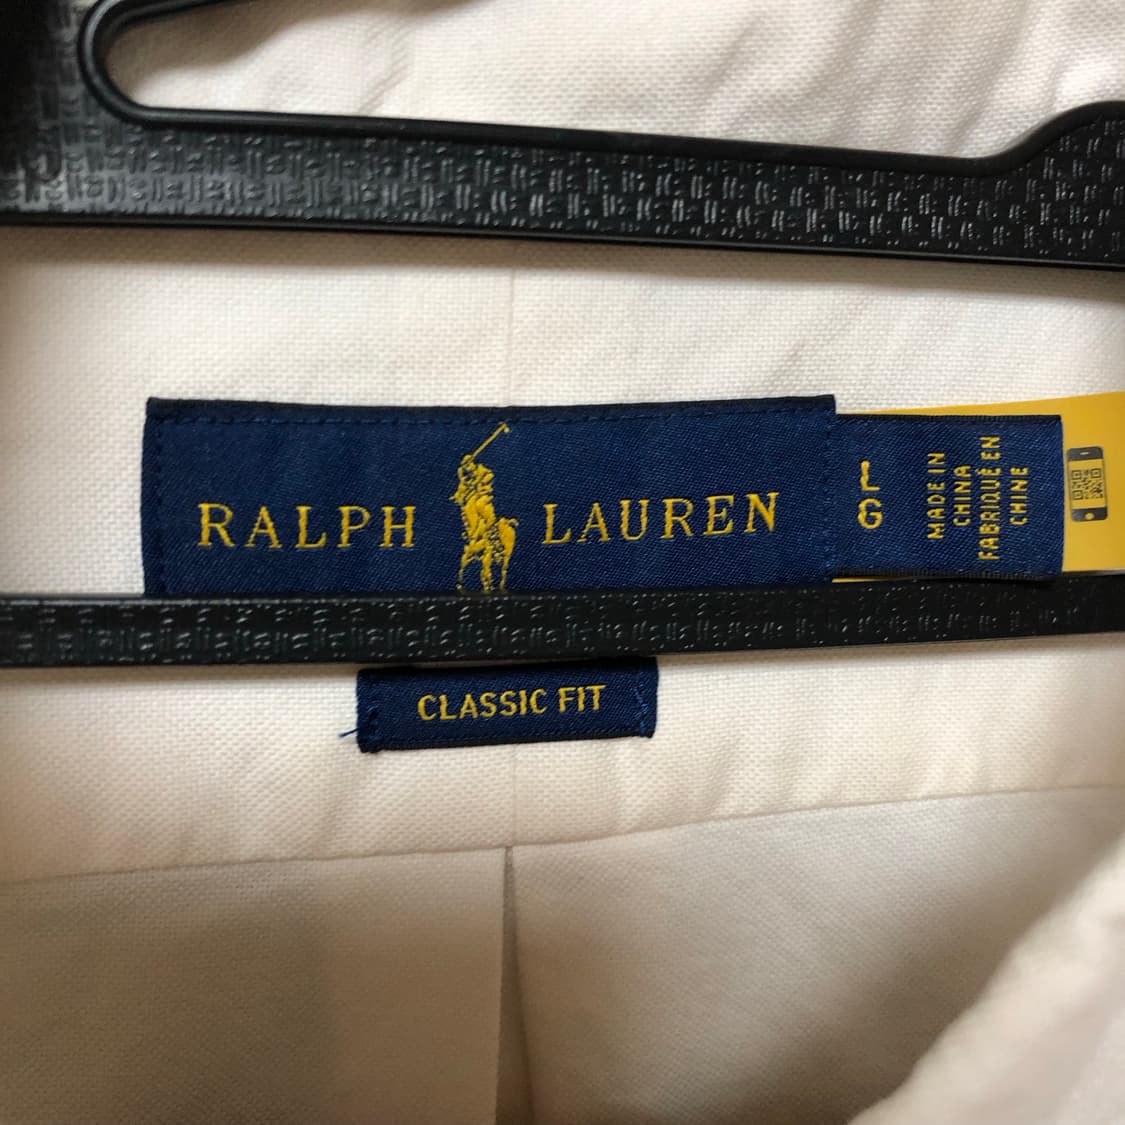 RALPH LAUREN
L
G
MADE IN
CHINA
FABRIQUÉ EN
CHINE
CLASSIC FIT